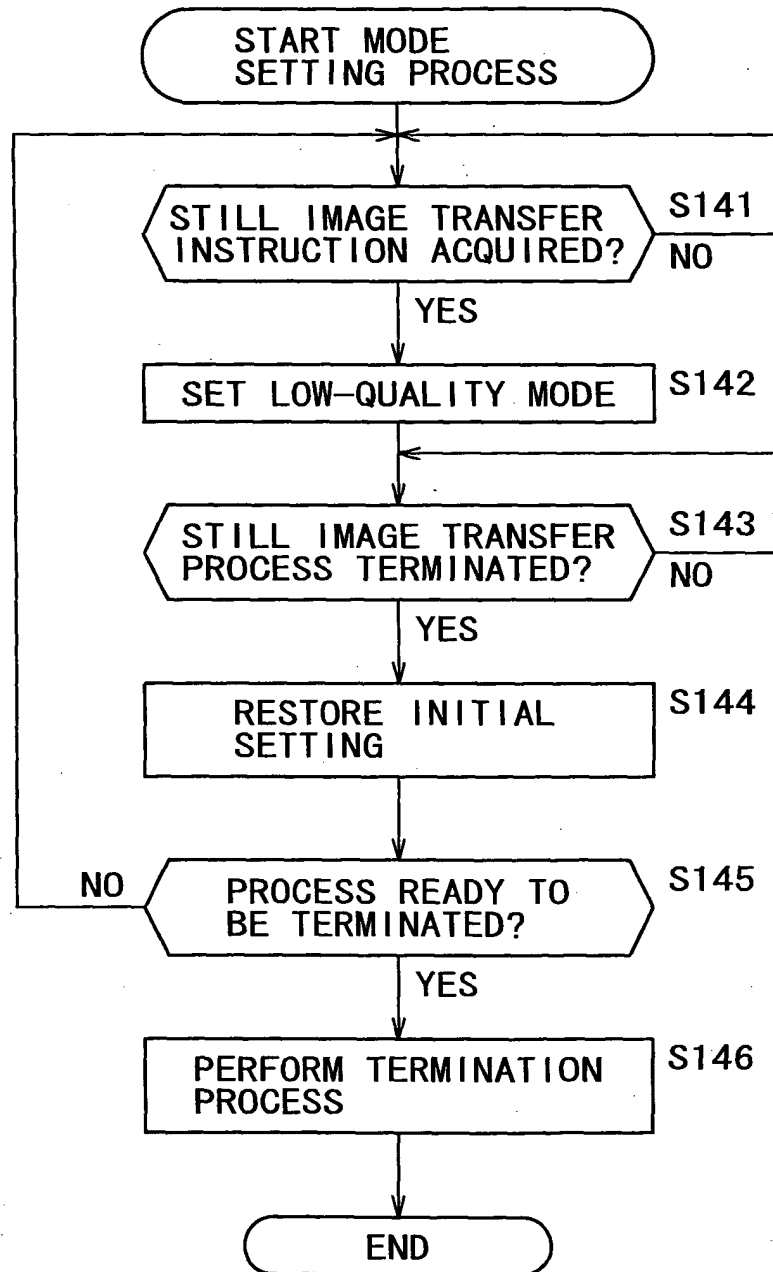 START MODE
SETTING PROCESS
STILL IMAGE TRANSFER
INSTRUCTION ACQUIRED?
S141
NO
YES
SET LOW-QUALITY MODE
S142
STILL IMAGE TRANSFER
PROCESS TERMINATED?
S143
NO
YES
RESTORE INITIAL
SETTING
S144
NO
PROCESS READY TO
BE TERMINATED?
S145
YES
PERFORM TERMINATION
PROCESS
S146
END